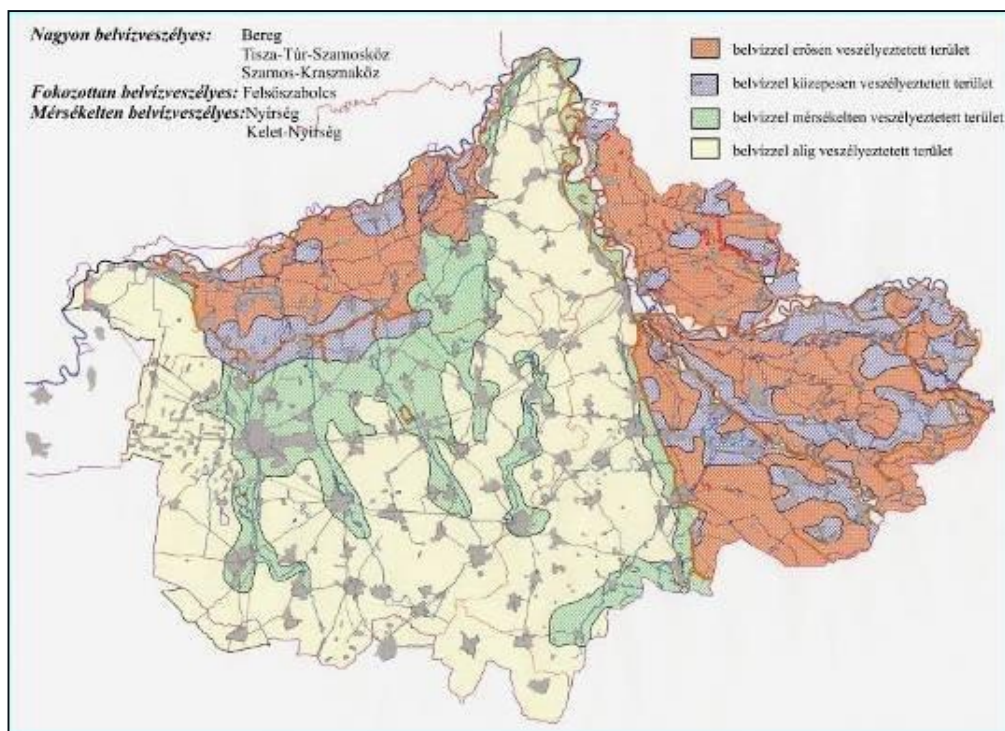 Nagyon belvízveszélyes: Bereg
Tisza-Túr-Szamosköz
Szamos-Krasznaköz
Fokozottan belvízveszélyes: Felsőszabolcs
Mérsékelten belvízveszélyes: Nyírség
Kelet-Nyírség
belvízzel erősen veszélyeztetett terület
belvízzel közepesen veszélyeztetett terület
belvízzel mérsékelten veszélyeztetett terület
belvízzel alig veszélyeztetett terület